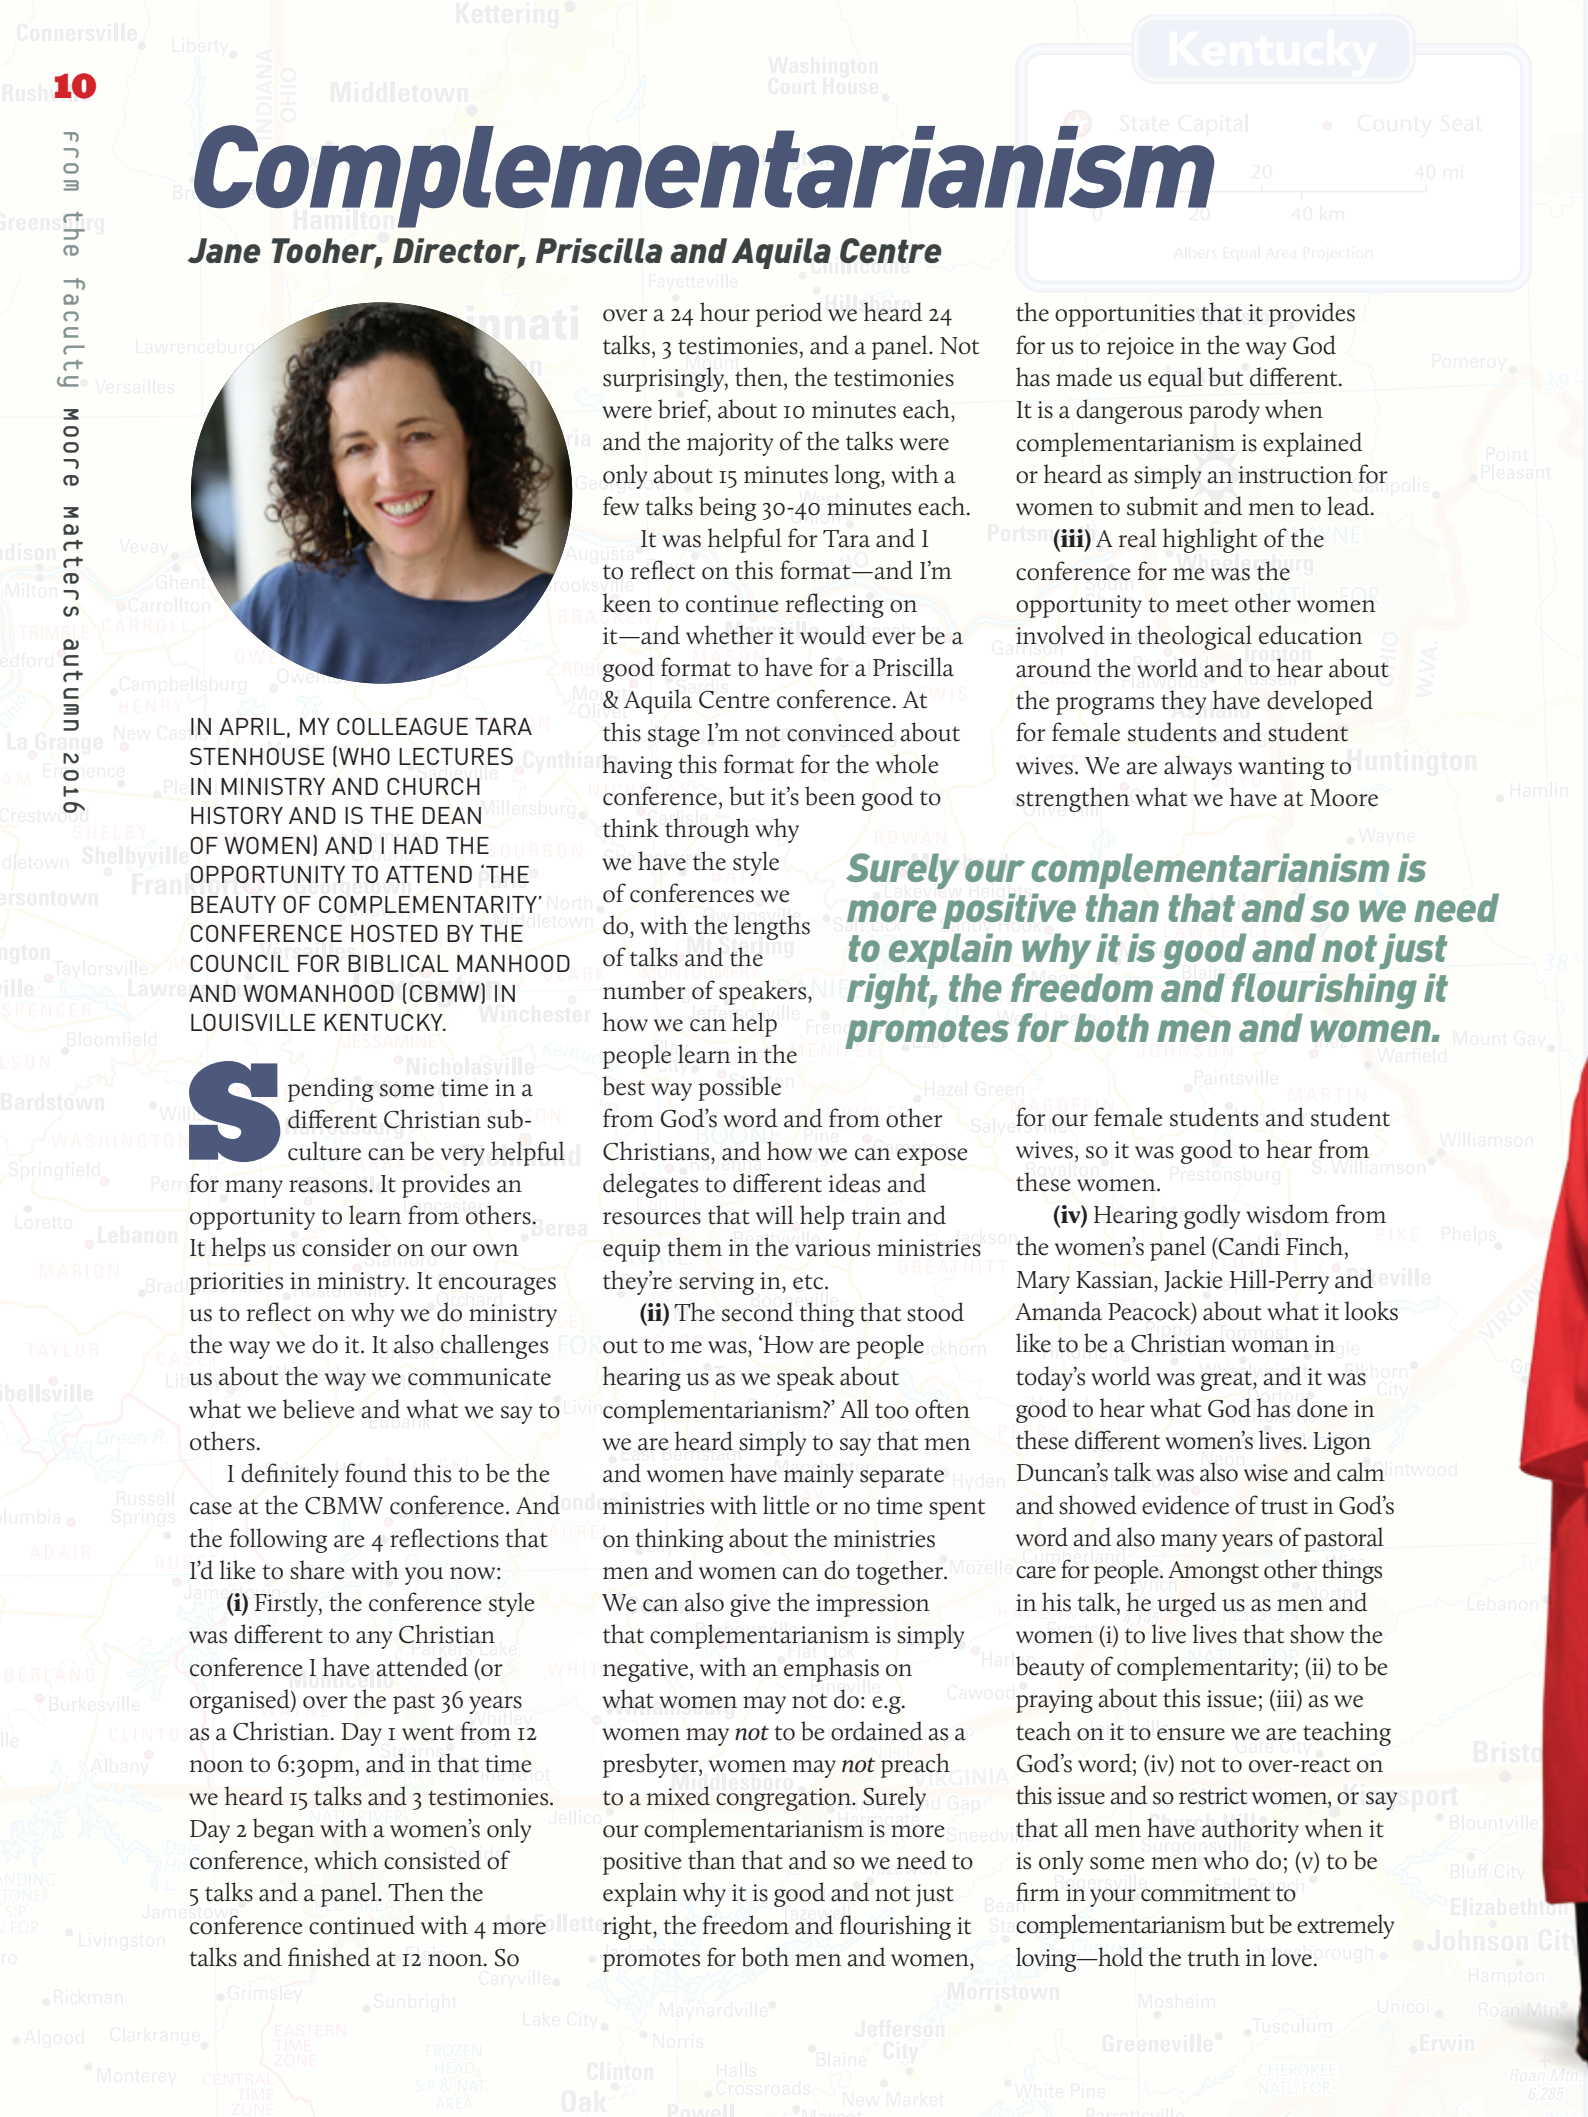 10
from the faculty Moore Matters autumn 2016
Kentucky
State Capital
County Seat
20
40 mi
0
20
40 km
Albers Equal Area Projection
Complementarianism
Jane Tooher, Director, Priscilla and Aquila Centre
IN APRIL, MY COLLEAGUE TARA
STENHOUSE (WHO LECTURES
IN MINISTRY AND CHURCH
HISTORY AND IS THE DEAN
OF WOMEN) AND I HAD THE
OPPORTUNITY TO ATTEND ‘THE
BEAUTY OF COMPLEMENTARITY’
CONFERENCE HOSTED BY THE
COUNCIL FOR BIBLICAL MANHOOD
AND WOMANHOOD (CBMW) IN
LOUISVILLE KENTUCKY.
Spending some time in a
different Christian sub-
culture can be very helpful
for many reasons. It provides an
opportunity to learn from others.
It helps us consider on our own
priorities in ministry. It encourages
us to reflect on why we do ministry
the way we do it. It also challenges
us about the way we communicate
what we believe and what we say to
others.
I definitely found this to be the
case at the CBMW conference. And
the following are 4 reflections that
I’d like to share with you now:
(i) Firstly, the conference style
was different to any Christian
conference I have attended (or
organised) over the past 36 years
as a Christian. Day 1 went from 12
noon to 6:30pm, and in that time
we heard 15 talks and 3 testimonies.
Day 2 began with a women’s only
conference, which consisted of
5 talks and a panel. Then the
conference continued with 4 more
talks and finished at 12 noon. So
over a 24 hour period we heard 24
talks, 3 testimonies, and a panel. Not
surprisingly, then, the testimonies
were brief, about 10 minutes each,
and the majority of the talks were
only about 15 minutes long, with a
few talks being 30-40 minutes each.
It was helpful for Tara and I
to reflect on this format—and I’m
keen to continue reflecting on
it—and whether it would ever be a
good format to have for a Priscilla
& Aquila Centre conference. At
this stage I’m not convinced about
having this format for the whole
conference, but it’s been good to
think through why
we have the style
of conferences we
do, with the lengths
of talks and the
number of speakers,
how we can help
people learn in the
best way possible
from God’s word and from other
Christians, and how we can expose
delegates to different ideas and
resources that will help train and
equip them in the various ministries
they’re serving in, etc.
(ii) The second thing that stood
out to me was, ‘How are people
hearing us as we speak about
complementarianism?’ All too often
we are heard simply to say that men
and women have mainly separate
ministries with little or no time spent
on thinking about the ministries
men and women can do together.
We can also give the impression
that complementarianism is simply
negative, with an emphasis on
what women may not do: e.g.
women may not to be ordained as a
presbyter, women may not preach
to a mixed congregation. Surely
our complementarianism is more
positive than that and so we need to
explain why it is good and not just
right, the freedom and flourishing it
promotes for both men and women,
the opportunities that it provides
for us to rejoice in the way God
has made us equal but different.
It is a dangerous parody when
complementarianism is explained
or heard as simply an instruction for
women to submit and men to lead.
(iii) A real highlight of the
conference for me was the
opportunity to meet other women
involved in theological education
around the world and to hear about
the programs they have developed
for female students and student
wives. We are always wanting to
strengthen what we have at Moore
Surely our complementarianism is
more positive than that and so we need
to explain why it is good and not just
right, the freedom and flourishing it
promotes for both men and women.
for our female students and student
wives, so it was good to hear from
these women.
(iv) Hearing godly wisdom from
the women’s panel (Candi Finch,
Mary Kassian, Jackie Hill-Perry and
Amanda Peacock) about what it looks
like to be a Christian woman in
today’s world was great, and it was
good to hear what God has done in
these different women’s lives. Ligon
Duncan’s talk was also wise and calm
and showed evidence of trust in God’s
word and also many years of pastoral
care for people. Amongst other things
in his talk, he urged us as men and
women (i) to live lives that show the
beauty of complementarity; (ii) to be
praying about this issue; (iii) as we
teach on it to ensure we are teaching
God’s word; (iv) not to over-react on
this issue and so restrict women, or say
that all men have authority when it
is only some men who do; (v) to be
firm in your commitment to
complementarianism but be extremely
loving—hold the truth in love.